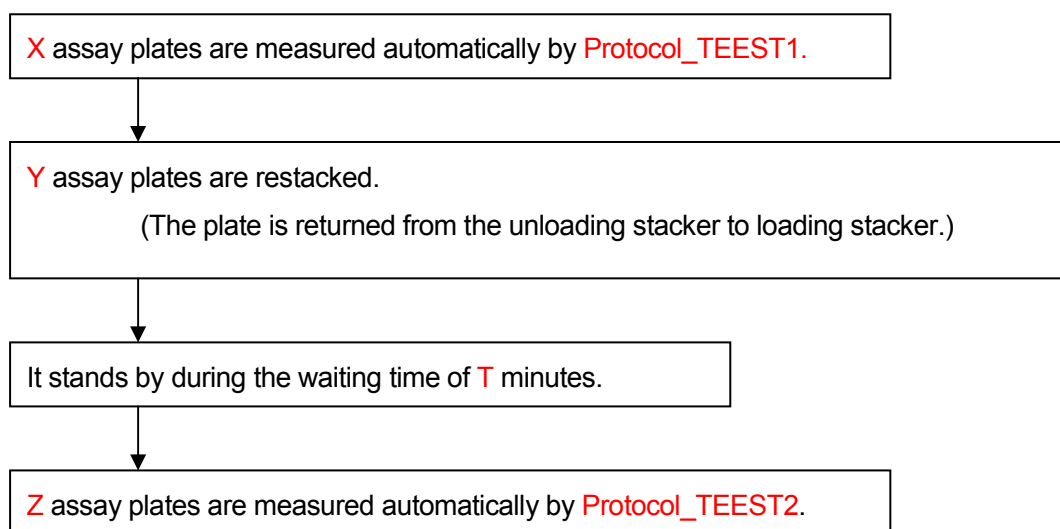 X assay plates are measured automatically by Protocol_TEEST1.
Y assay plates are restacked.
(The plate is returned from the unloading stacker to loading stacker.)
It stands by during the waiting time of T minutes.
Z assay plates are measured automatically by Protocol_TEEST2.